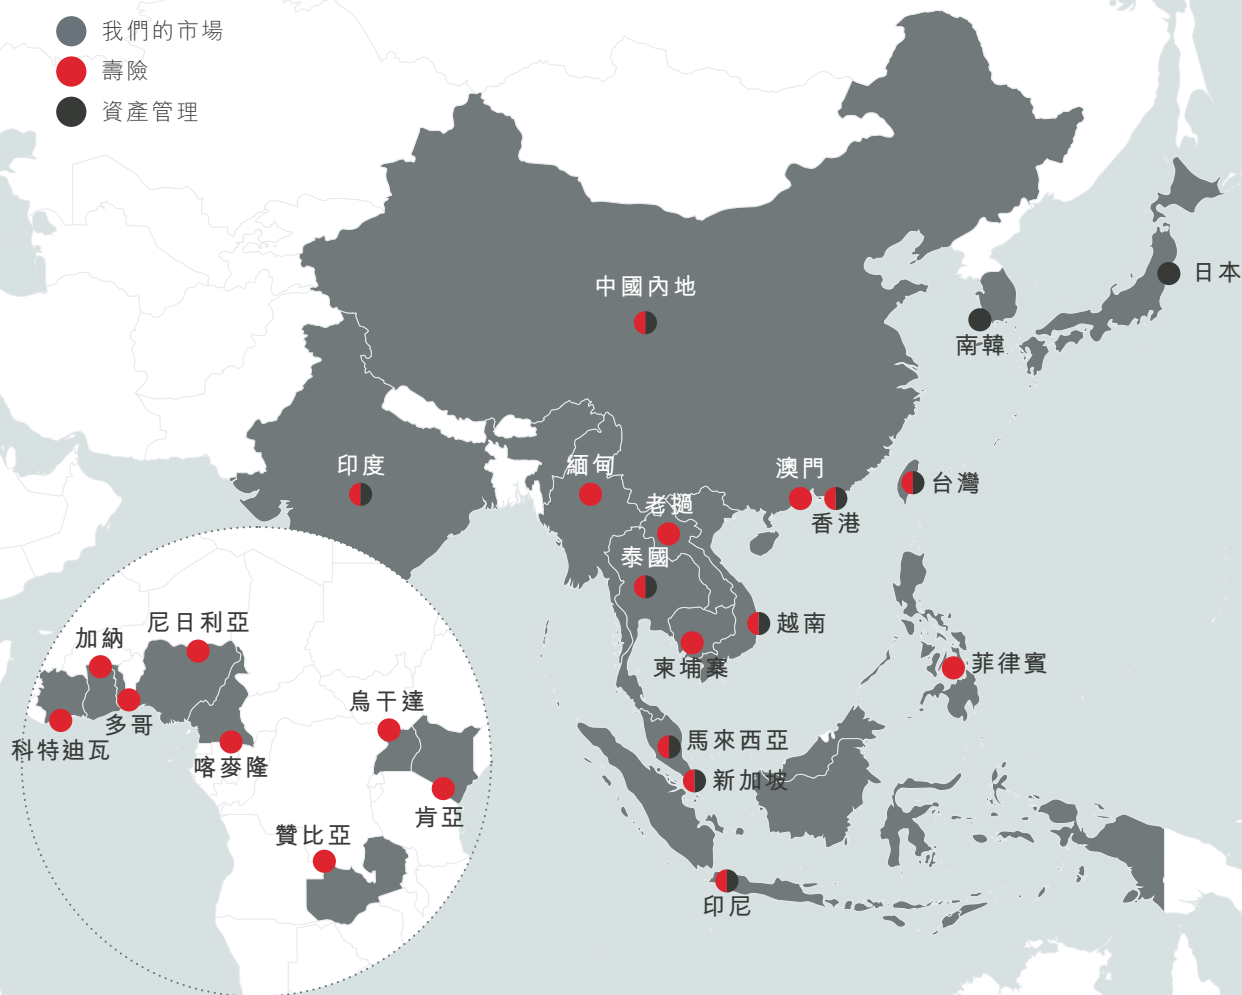 我們的市場
壽險
資產管理
中國內地
日本
南韓
印度
緬甸
澳門
台灣
老撾
香港
泰國
越南
柬埔寨
菲律賓
馬來西亞
新加坡
印尼
尼日利亞
加納
多哥
科特迪瓦
喀麥隆
烏干達
肯亞
贊比亞